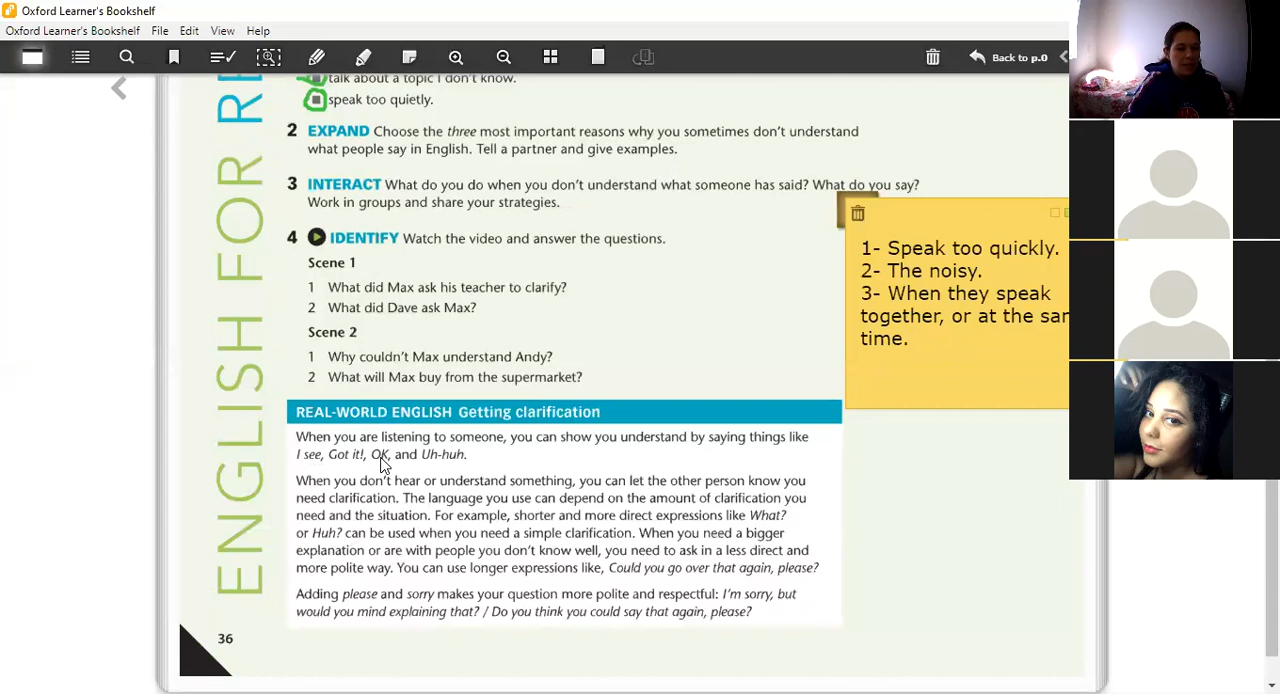 Oxford Learner's Bookshelf
Oxford Learner's Bookshelf File Edit View Help
Back to p.0
talk about a topic I don't know.
speak too quietly.
2 EXPAND Choose the three most important reasons why you sometimes don't understand
what people say in English. Tell a partner and give examples.
3 INTERACT What do you do when you don't understand what someone has said? What do you say?
Work in groups and share your strategies.
4 IDENTIFY Watch the video and answer the questions.
Scene 1
1 What did Max ask his teacher to clarify?
2 What did Dave ask Max?
Scene 2
1 Why couldn't Max understand Andy?
2 What will Max buy from the supermarket?
REAL-WORLD ENGLISH Getting clarification
When you are listening to someone, you can show you understand by saying things like
I see, Got it!, OK, and Uh-huh.
When you don't hear or understand something, you can let the other person know you
need clarification. The language you use can depend on the amount of clarification you
need and the situation. For example, shorter and more direct expressions like What?
or Huh? can be used when you need a simple clarification. When you need a bigger
explanation or are with people you don't know well, you need to ask in a less direct and
more polite way. You can use longer expressions like, Could you go over that again, please?
Adding please and sorry makes your question more polite and respectful: I'm sorry, but
would you mind explaining that? / Do you think you could say that again, please?
36
ENGLISH FOR RE
1- Speak too quickly.
2- The noisy.
3- When they speak
together, or at the sam
time.